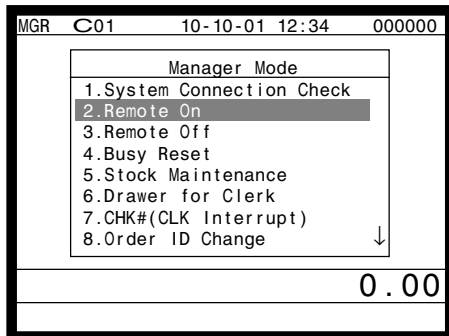 MGR C01 10-10-01 12:34 000000
Manager Mode
1.System Connection Check
2.Remote On
3.Remote Off
4.Busy Reset
5.Stock Maintenance
6.Drawer for Clerk
7.CHK#(CLK Interrupt)
8.Order ID Change ↓
0.00